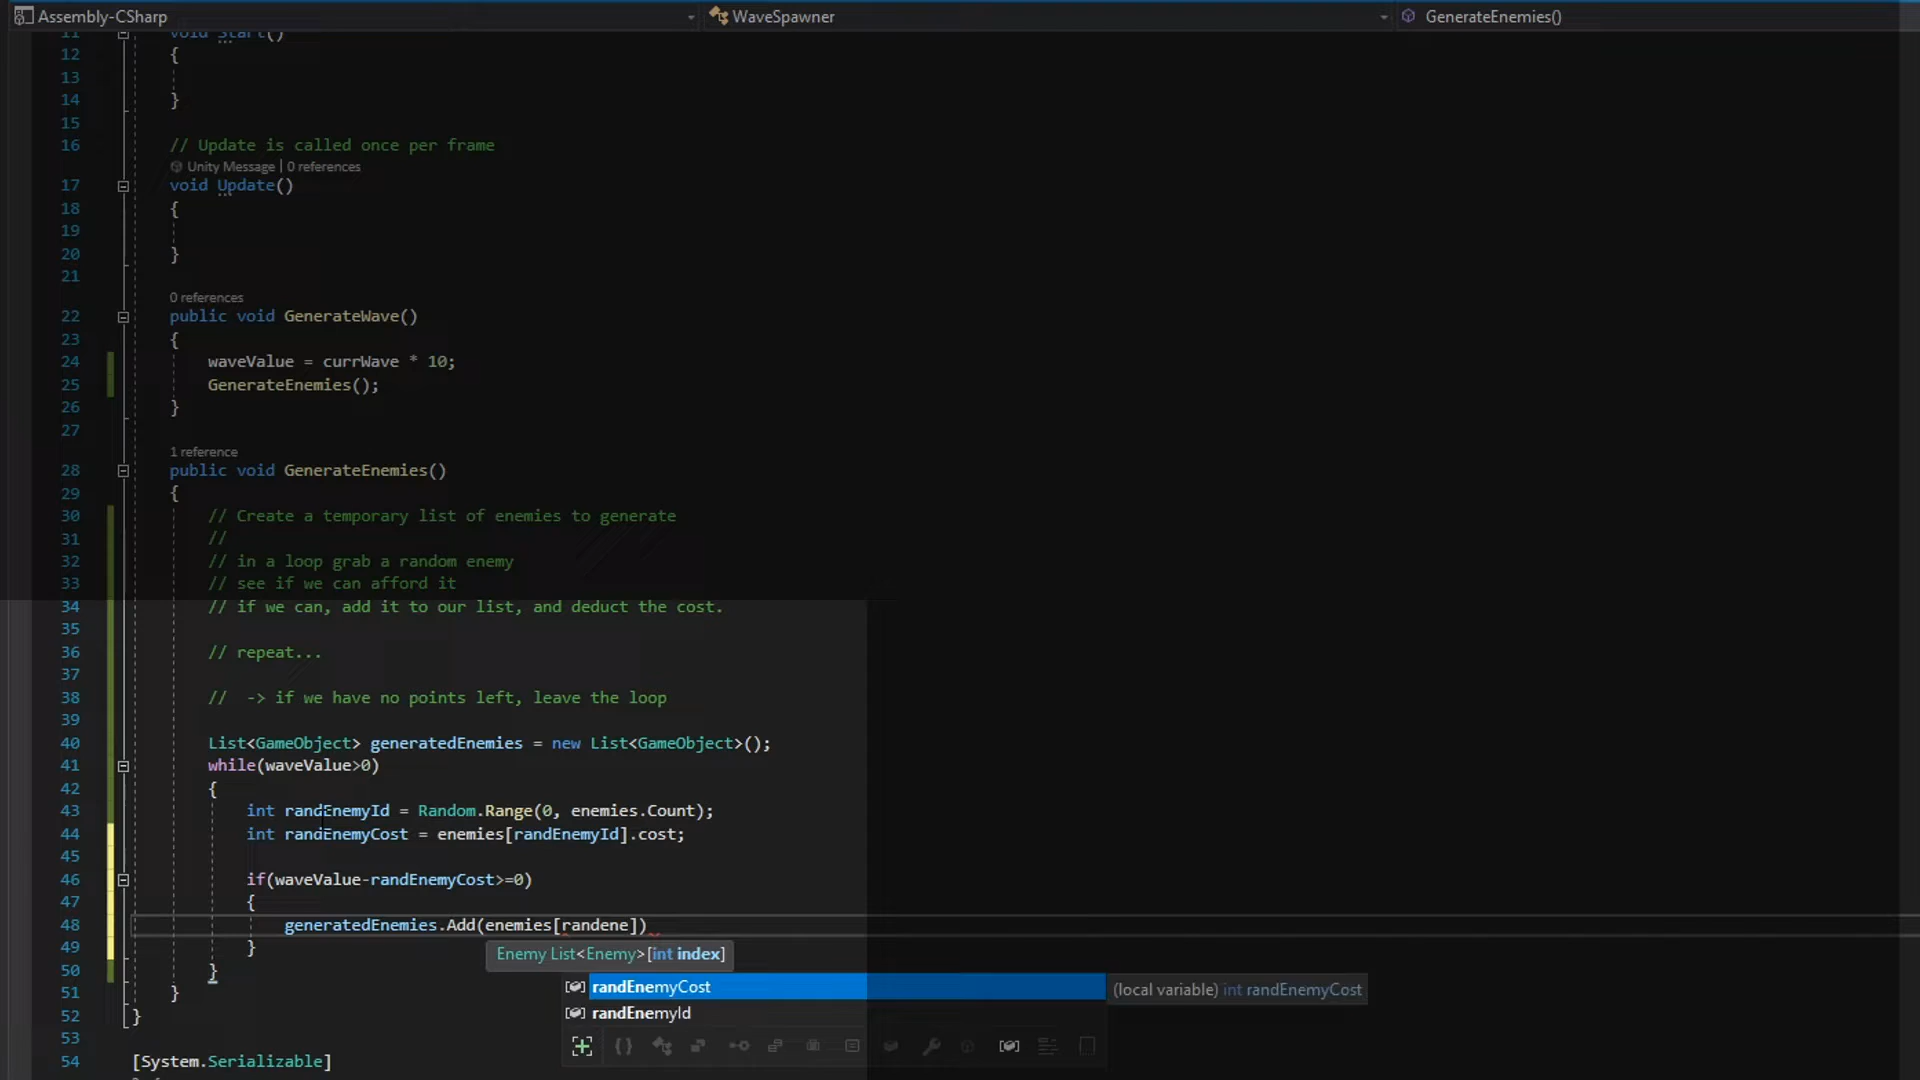 Assembly-CSharp WaveSpawner GenerateEnemies()
11 void Start()
12 {
13
14 }
15
16 // Update is called once per frame
Unity Message | 0 references
17 void Update()
18 {
19
20 }
21
0 references
22 public void GenerateWave()
23 {
24 waveValue = currWave * 10;
25 GenerateEnemies();
26 }
27
1 reference
28 public void GenerateEnemies()
29 {
30 // Create a temporary list of enemies to generate
31 //
32 // in a loop grab a random enemy
33 // see if we can afford it
34 // if we can, add it to our list, and deduct the cost.
35
36 // repeat...
37
38 // -> if we have no points left, leave the loop
39
40 List<GameObject> generatedEnemies = new List<GameObject>();
41 while(waveValue>0)
42 {
43 int randEnemyId = Random.Range(0, enemies.Count);
44 int randEnemyCost = enemies[randEnemyId].cost;
45
46 if(waveValue-randEnemyCost>=0)
47 {
48 generatedEnemies.Add(enemies[randene])
49 }
Enemy List<Enemy>[int index]
50 }
randEnemyCost (local variable) int randEnemyCost
51 }
randEnemyId
52 }
53
54 [System.Serializable]